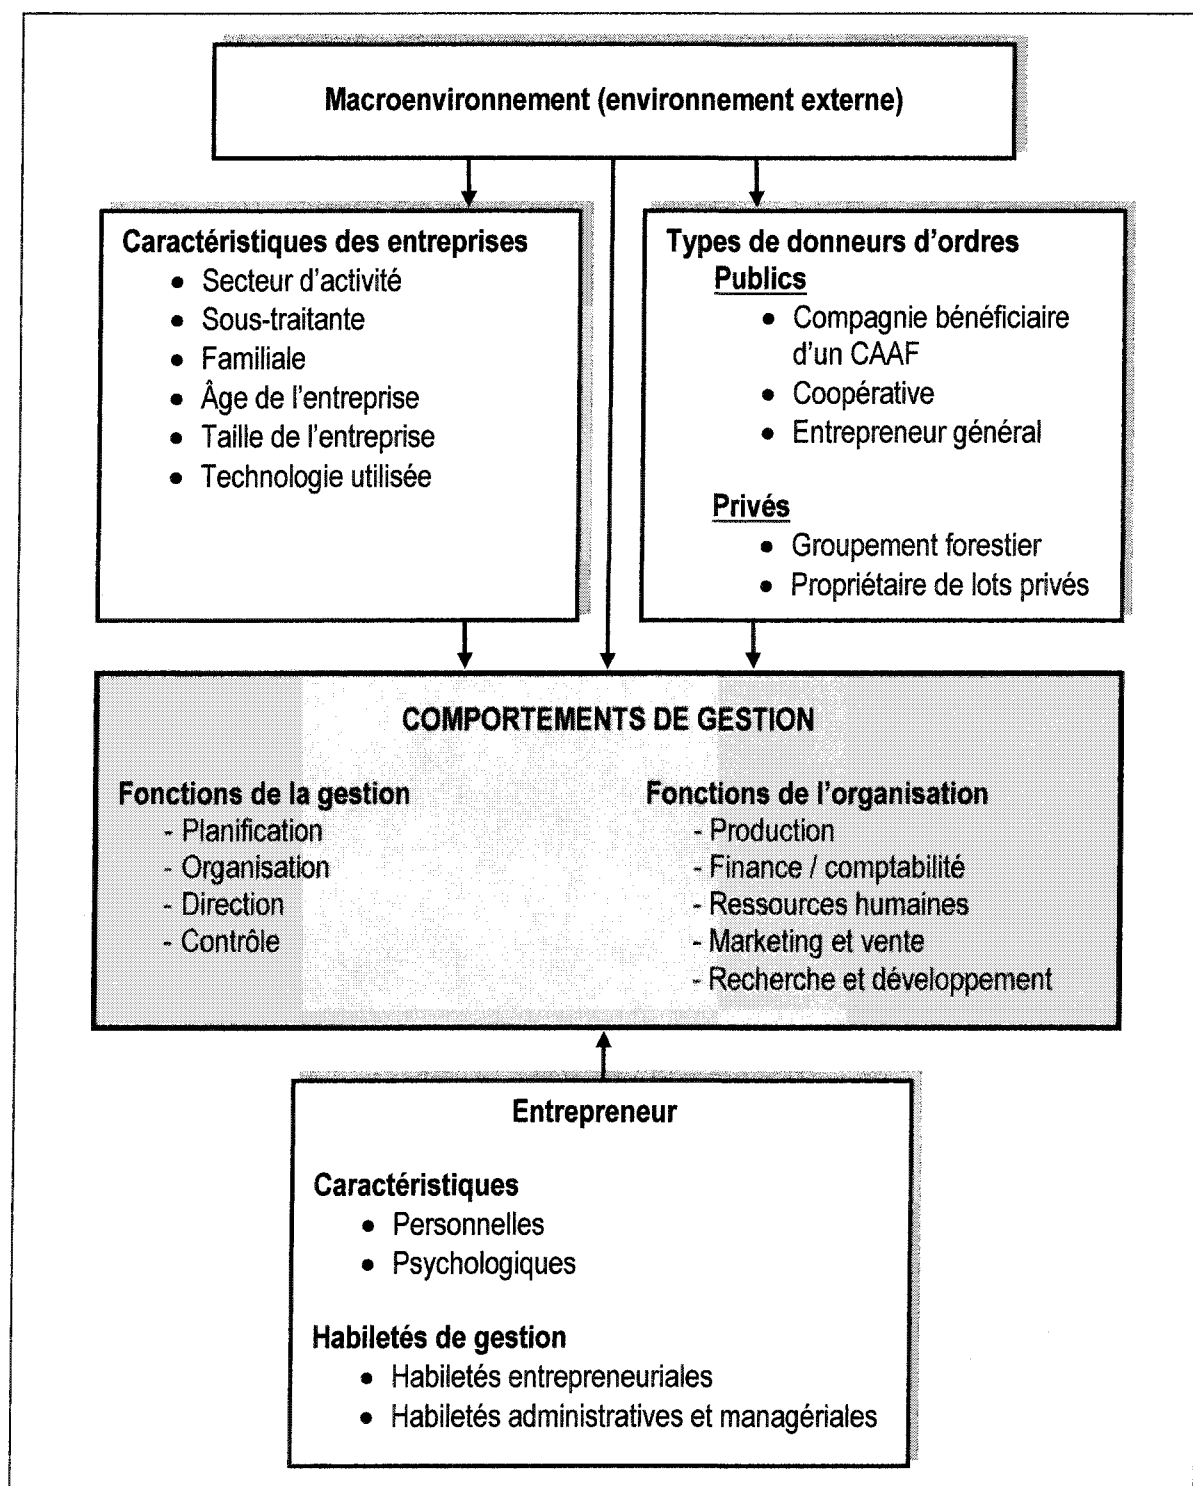 Macroenvironnement (environnement externe)
Caractéristiques des entreprises
• Secteur d'activité
• Sous-traitante
• Familiale
• Âge de l'entreprise
• Taille de l'entreprise
• Technologie utilisée
Types de donneurs d'ordres
Publics
• Compagnie bénéficiaire
d'un CAAF
• Coopérative
• Entrepreneur général
Privés
• Groupement forestier
• Propriétaire de lots privés
COMPORTEMENTS DE GESTION
Fonctions de la gestion
- Planification
- Organisation
- Direction
- Contrôle
Fonctions de l'organisation
- Production
- Finance / comptabilité
- Ressources humaines
- Marketing et vente
- Recherche et développement
Entrepreneur
Caractéristiques
• Personnelles
• Psychologiques
Habiletés de gestion
• Habiletés entrepreneuriales
• Habiletés administratives et managériales